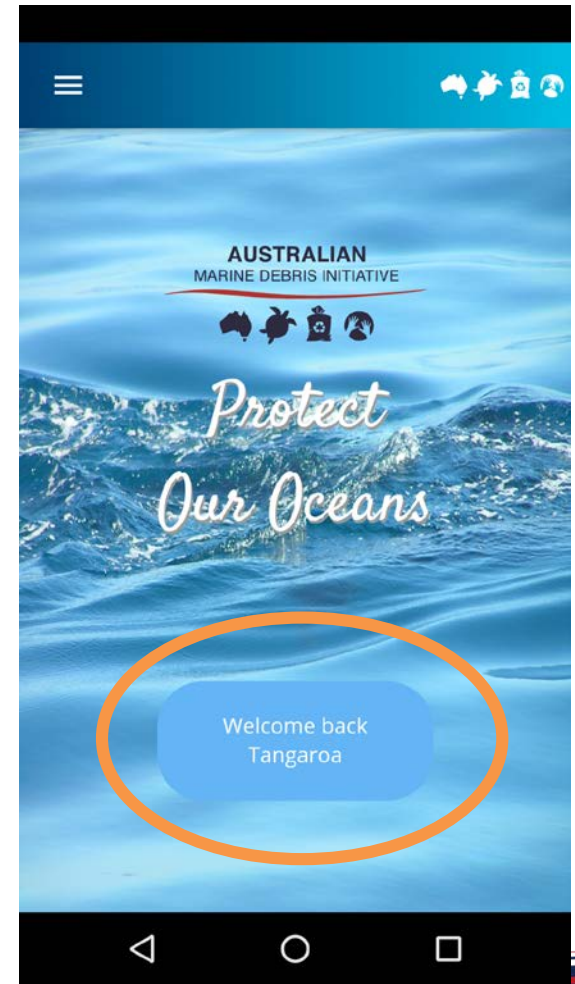 AUSTRALIAN
MARINE DEBRIS INITIATIVE
Protect
Our Oceans
Welcome back
Tangaroa